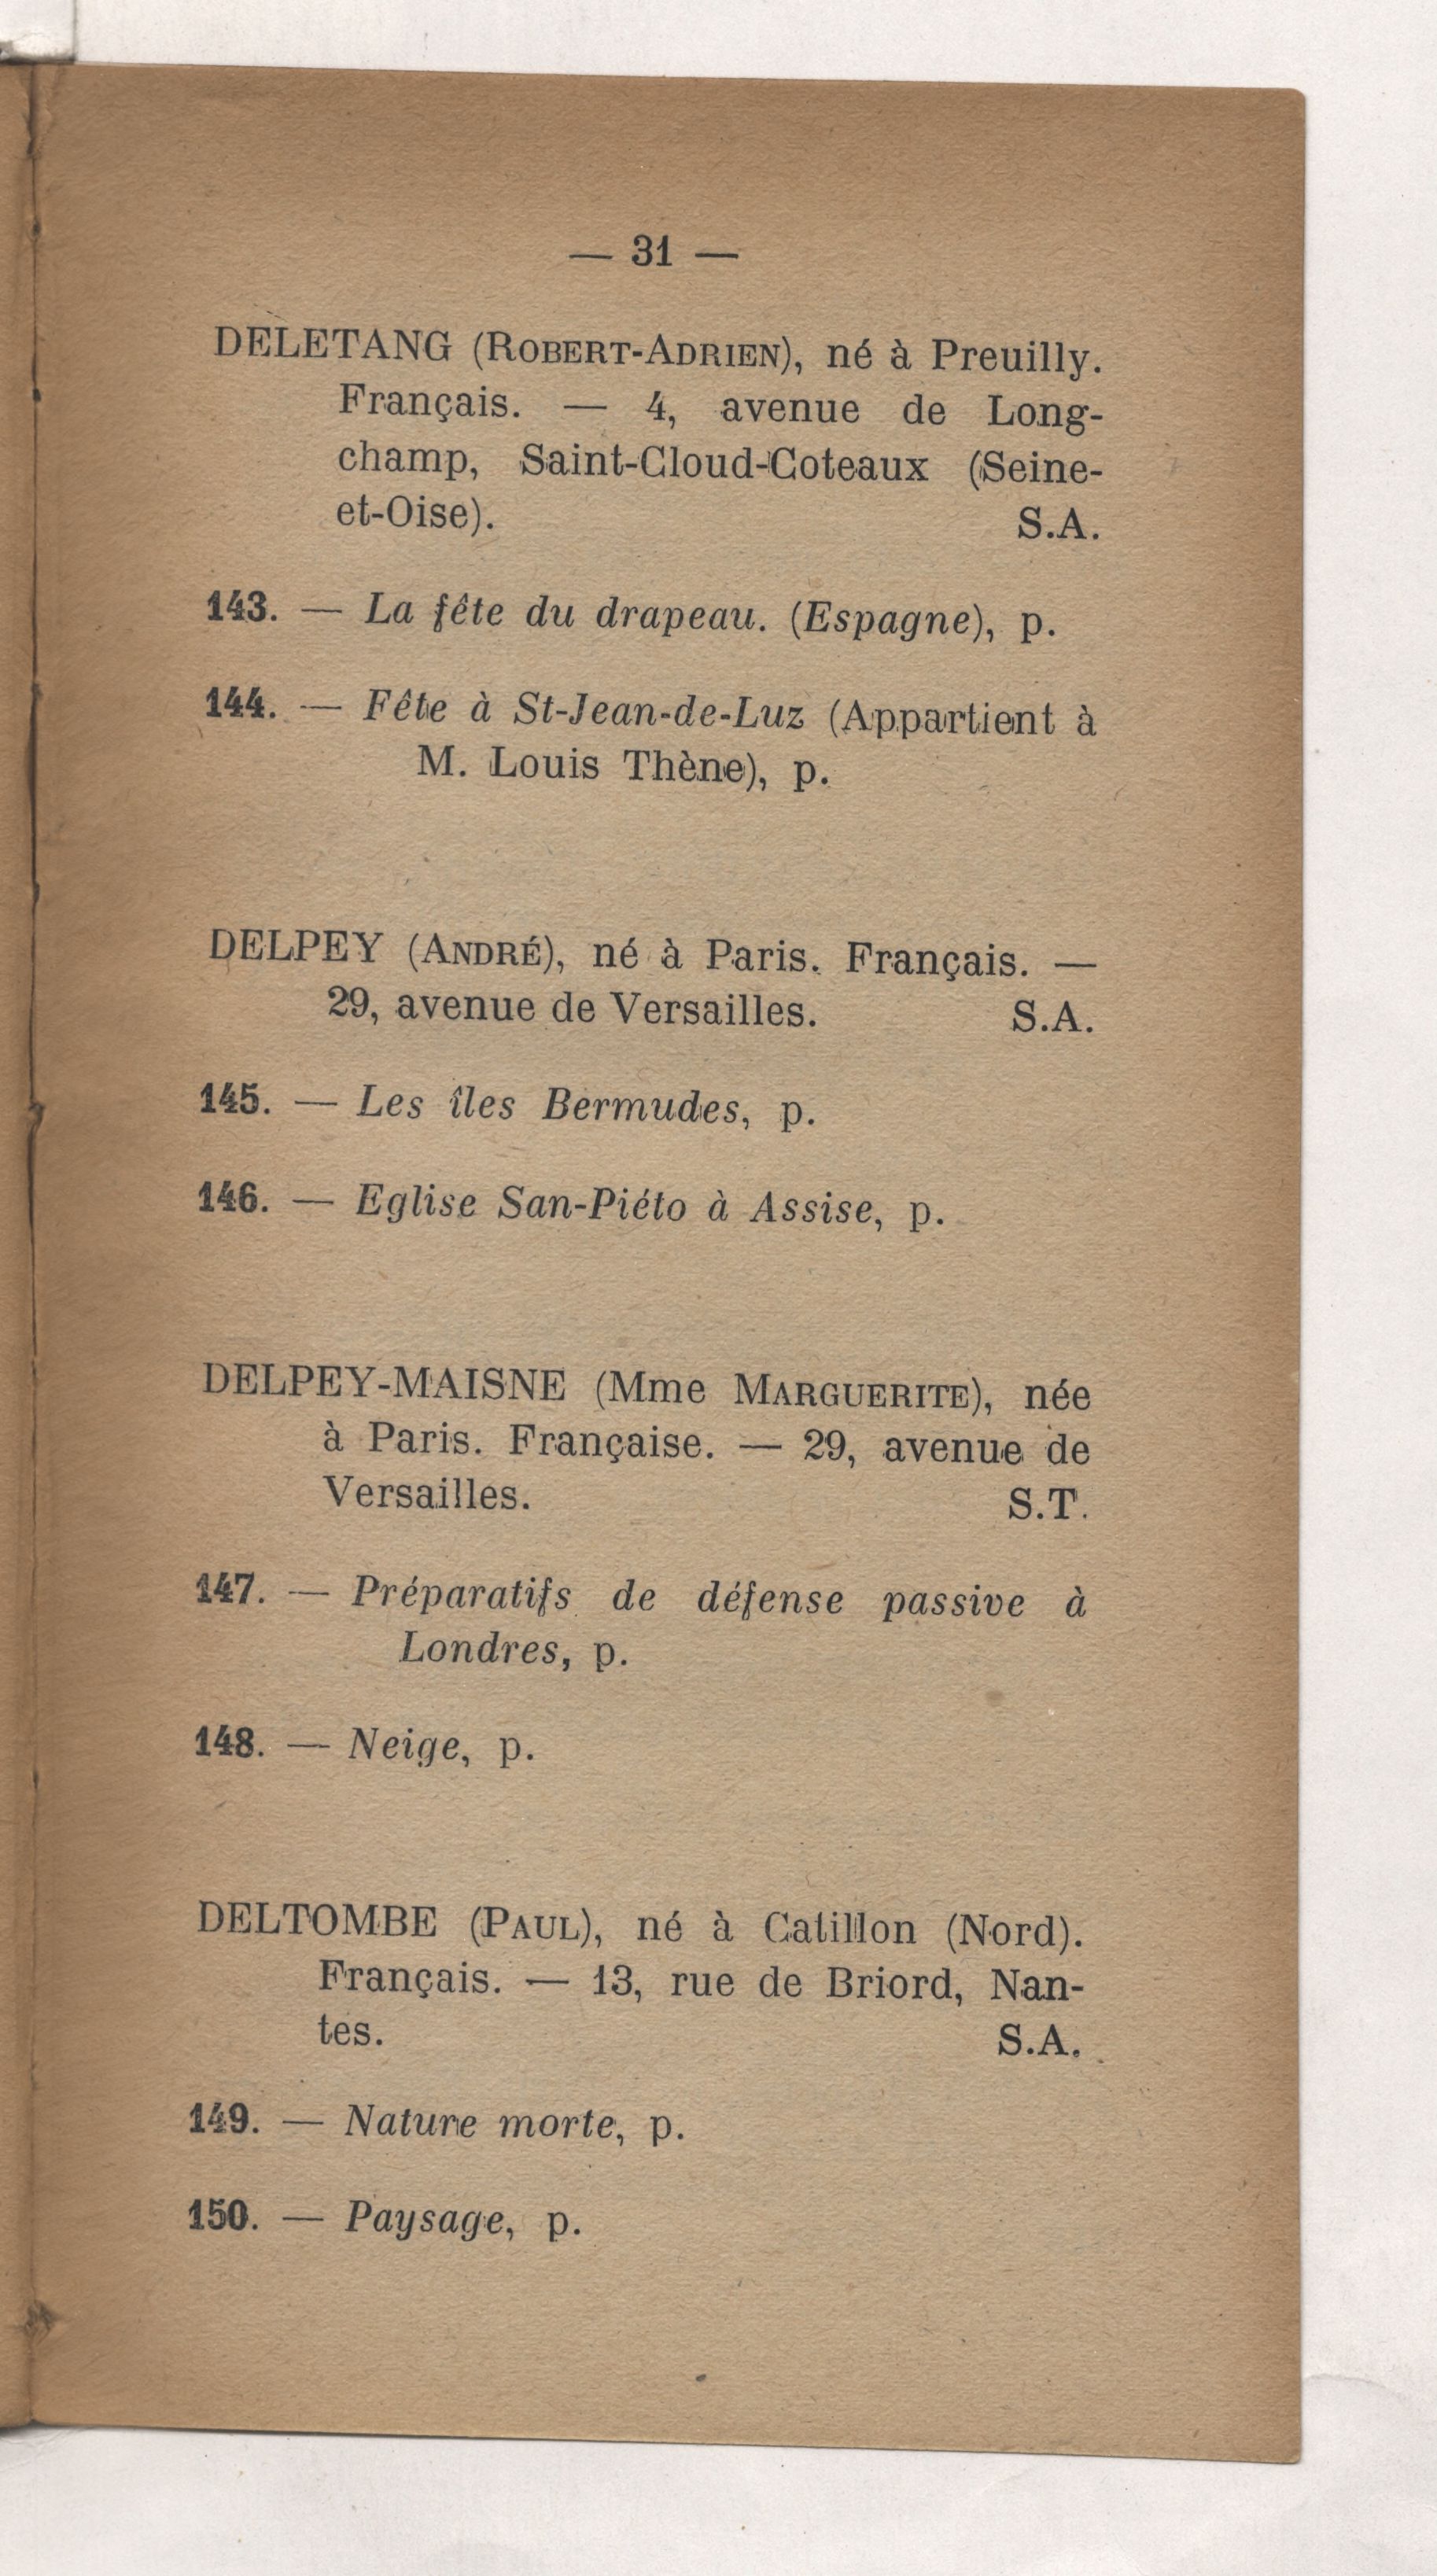 — 31 —
DELETANG (ROBERT-ADRIEN), né à Preuilly.
Français. — 4, avenue de Long-
champ, Saint-Cloud-Coteaux (Seine-
et-Oise). S.A.
143. — La fête du drapeau. (Espagne), p.
144. — Fête à St-Jean-de-Luz (Appartient à
M. Louis Thène), p.
DELPEY (ANDRÉ), né à Paris. Français. —
29, avenue de Versailles. S.A.
145. — Les îles Bermudes, p.
146. — Eglise San-Piéto à Assise, p.
DELPEY-MAISNE (Mme MARGUERITE), née
à Paris. Française. — 29, avenue de
Versailles. S.T.
147. — Préparatifs de défense passive à
Londres, p.
148. — Neige, p.
DELTOMBE (PAUL), né à Catillon (Nord).
Français. — 13, rue de Briord, Nan-
tes. S.A.
149. — Nature morte, p.
150. — Paysage, p.